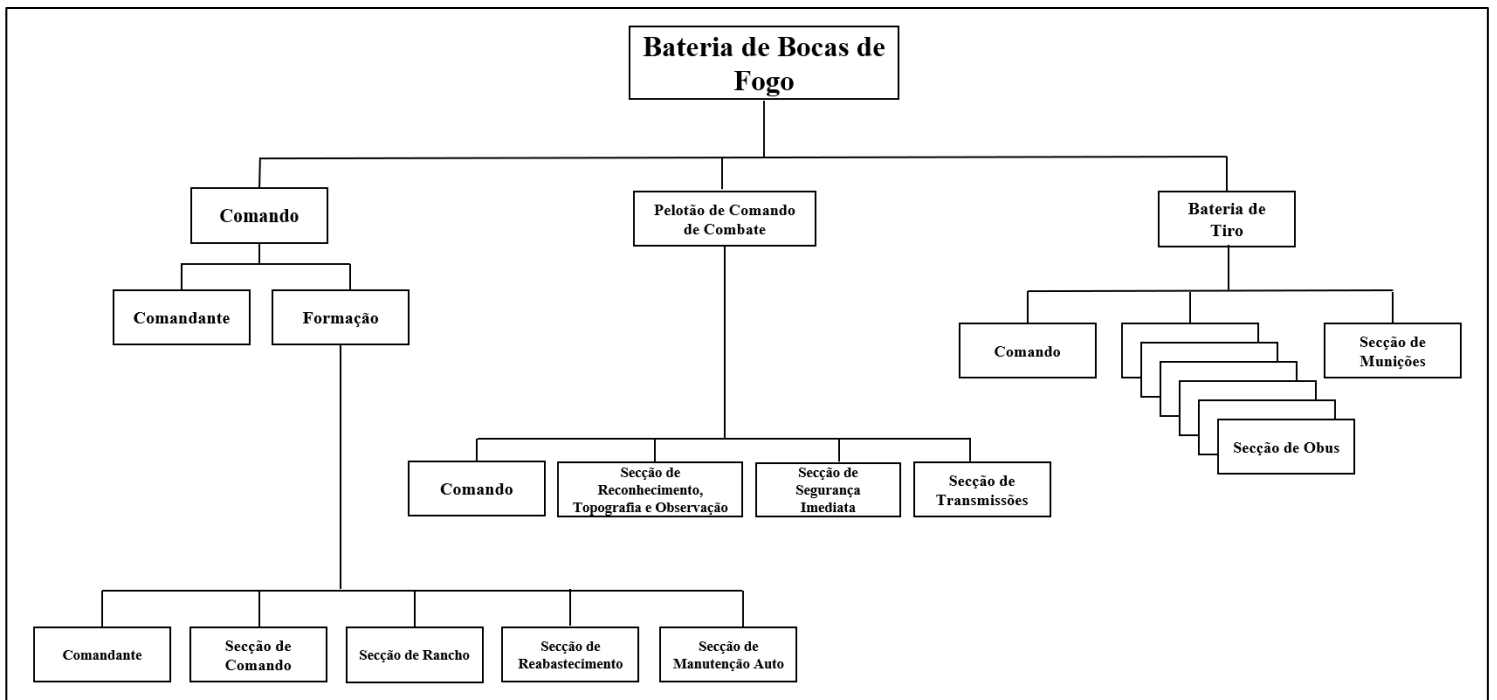 Bateria de Bocas de
Fogo
Comando
Pelotão de Comando
de Combate
Bateria de
Tiro
Comandante
Formação
Comando
Secção de
Munições
Secção de Obus
Comando
Secção de
Reconhecimento,
Topografia e Observação
Secção de
Segurança
Imediata
Secção de
Transmissões
Comandante
Secção de
Comando
Secção de Rancho
Secção de
Reabastecimento
Secção de
Manutenção Auto